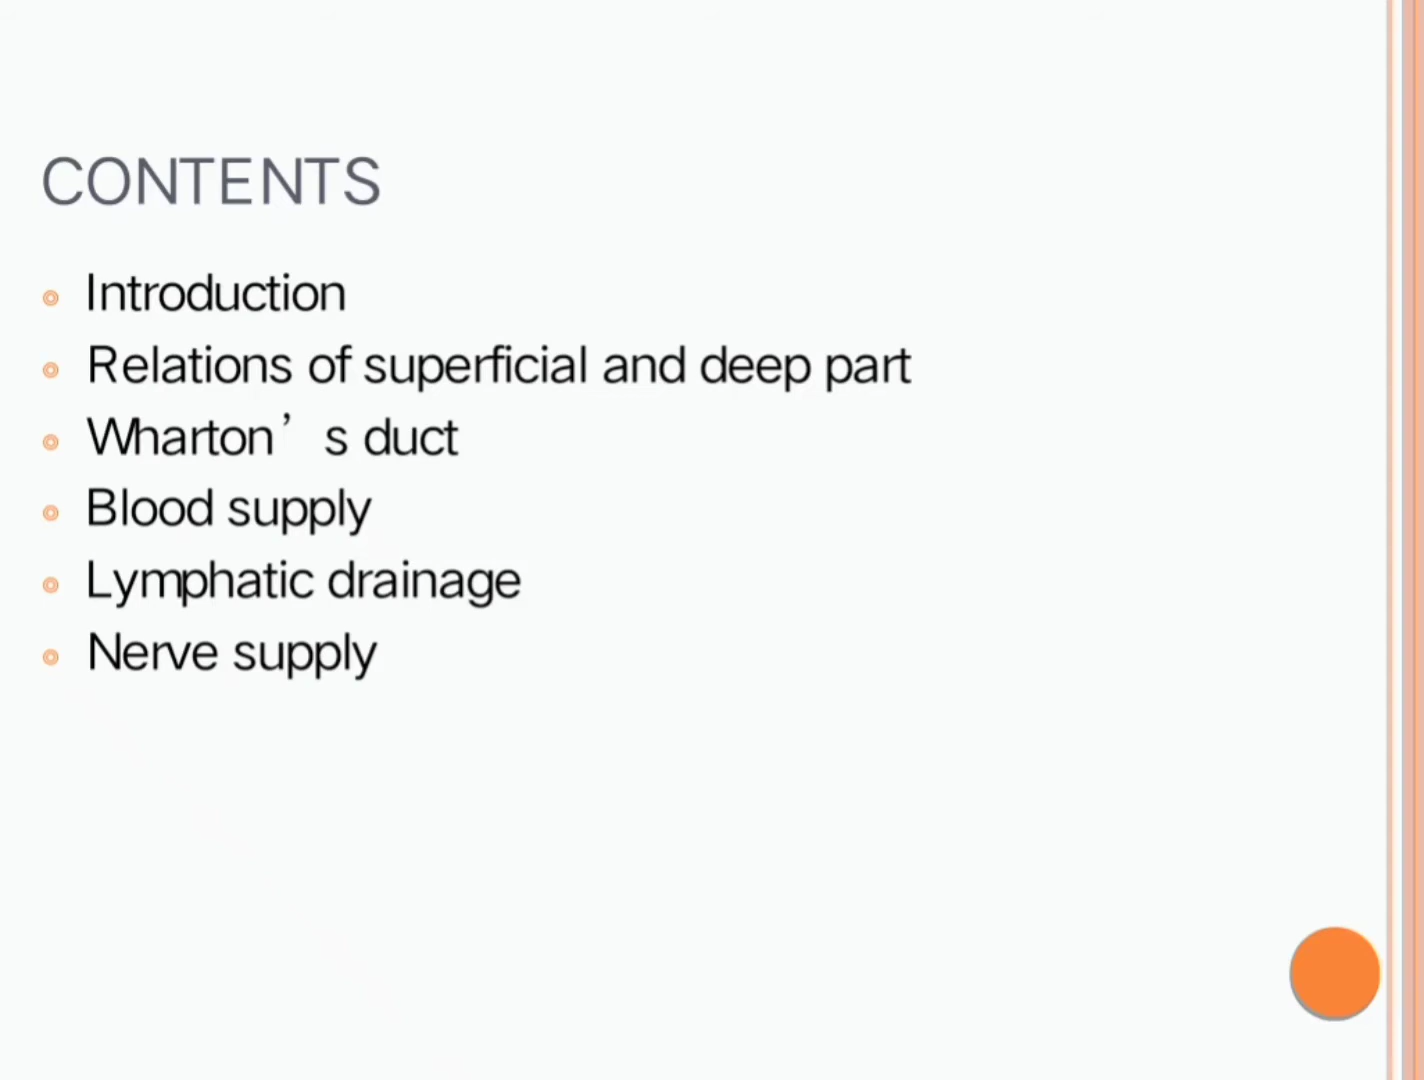 CONTENTS
Introduction
Relations of superficial and deep part
Wharton’ s duct
Blood supply
Lymphatic drainage
Nerve supply